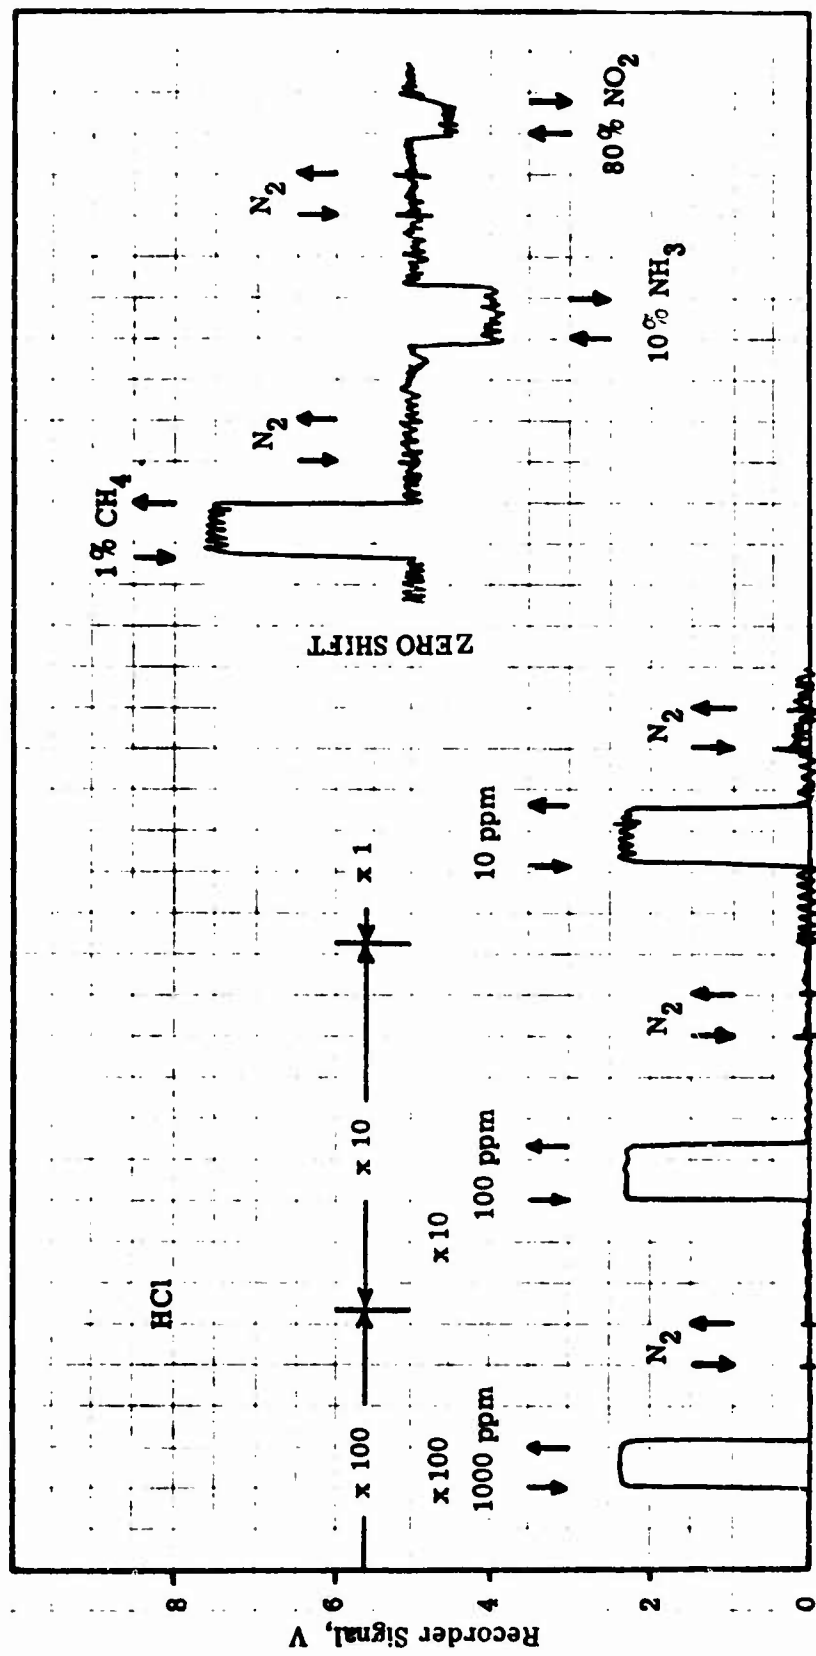 HCl
x 100
x 10
x 1
x 100
1000 ppm
N2
x 10
100 ppm
N2
10 ppm
N2
ZERO SHIFT
1% CH4
N2
10% NH3
N2
80% NO2
Recorder Signal, V
8
6
4
2
0